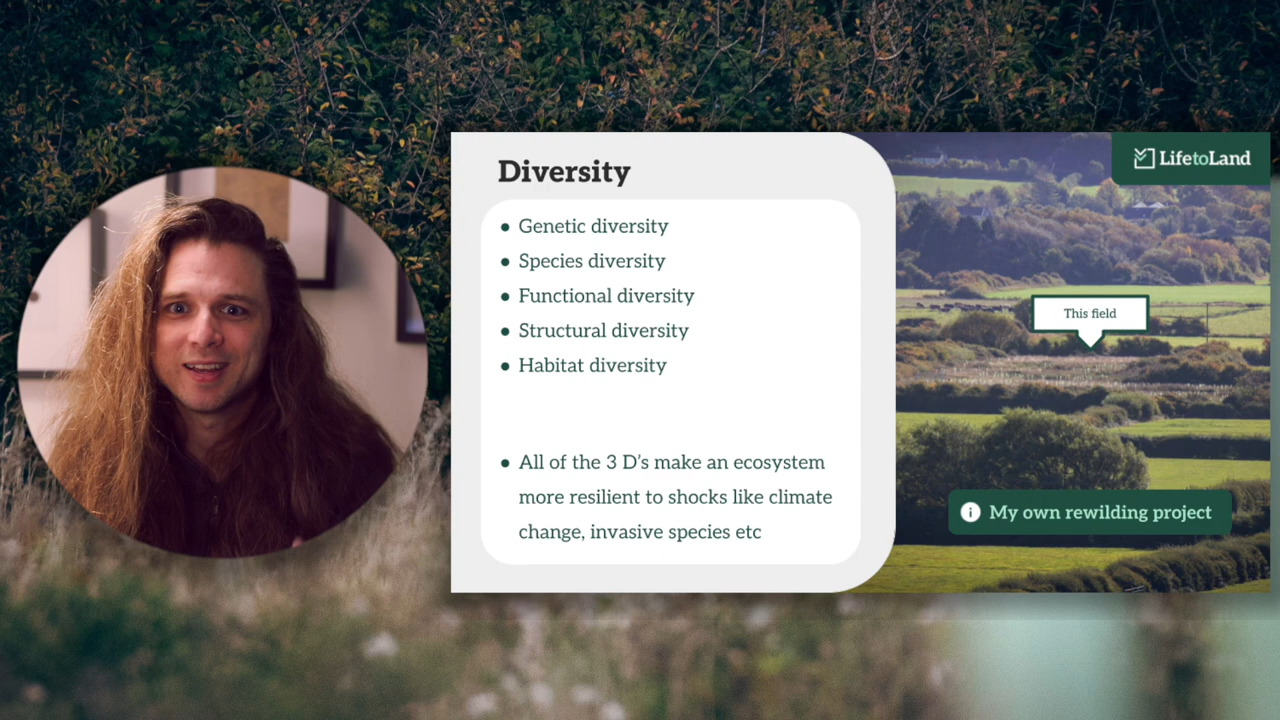 Diversity
LifetoLand
• Genetic diversity
• Species diversity
• Functional diversity
• Structural diversity
• Habitat diversity
• All of the 3 D’s make an ecosystem
more resilient to shocks like climate
change, invasive species etc
This field
My own rewilding project